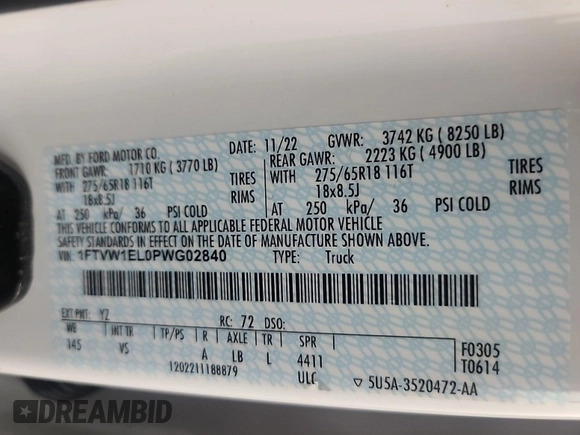 MFD. BY FORD MOTOR CO.
DATE: 11/22 GVWR: 3742 KG ( 8250 LB)
FRONT GAWR: 1710 KG ( 3770 LB)
REAR GAWR: 2223 KG ( 4900 LB)
WITH 275/65R18 116T TIRES
WITH 275/65R18 116T TIRES
18x8.5J RIMS
18x8.5J RIMS
AT 250 kPa/ 36 PSI COLD
AT 250 kPa/ 36 PSI COLD
THIS VEHICLE CONFORMS TO ALL APPLICABLE FEDERAL MOTOR VEHICLE
SAFETY STANDARDS IN EFFECT ON THE DATE OF MANUFACTURE SHOWN ABOVE.
VIN: 1FTVW1EL0PWG02840 TYPE: Truck
EXT PNT: YZ RC: 72 DSO:
WB INT TR TP/PS R AXLE TR SPR
145 VS A LB L 4411
1202211188879 ULC
F0305
T0614
▽ 5U5A-3520472-AA
DREAMBID